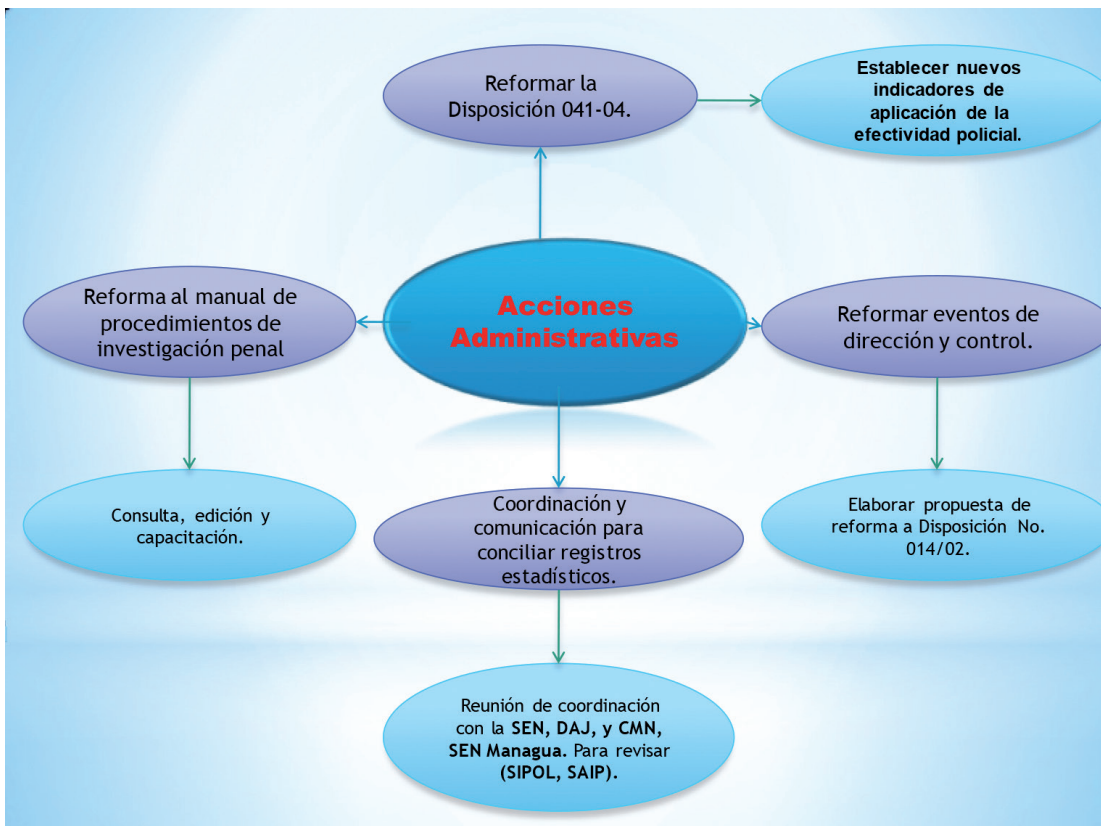 Reformar la
Disposición 041-04.
Establecer nuevos
indicadores de
aplicación de la
efectividad policial.
Acciones
Administrativas
Reforma al manual de
procedimientos de
investigación penal
Reformar eventos de
dirección y control.
Consulta, edición y
capacitación.
Coordinación y
comunicación para
conciliar registros
estadísticos.
Elaborar propuesta de
reforma a Disposición No.
014/02.
Reunión de coordinación
con la SEN, DAJ, y CMN,
SEN Managua. Para revisar
(SIPOL, SAIP).